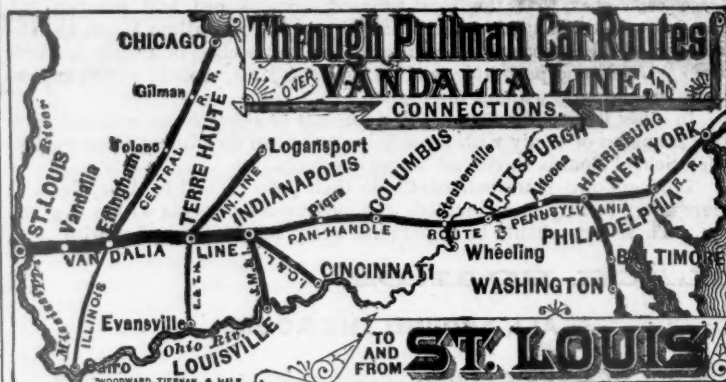 Through Pullman Car Routes
OVER VANDALIA LINE, AND
CONNECTIONS.
CHICAGO
Gilman
Tolono
Effingham
CENTRAL R. R.
ILLINOIS
Cairo
Mississippi
River
ST. LOUIS
Vandalia
TERRE HAUTE
VAN. LINE
Logansport
INDIANAPOLIS
Piqua
COLUMBUS
Steubenville
PITTSBURGH
Altoona
HARRISBURG
NEW YORK
VANDALIA LINE
PAN-HANDLE ROUTE
PENNSYLVANIA R. R.
PHILADELPHIA
Wheeling
BALTIMORE
WASHINGTON
CINCINNATI
Evansville
Ohio Riv.
LOUISVILLE
TO
AND
FROM ST. LOUIS